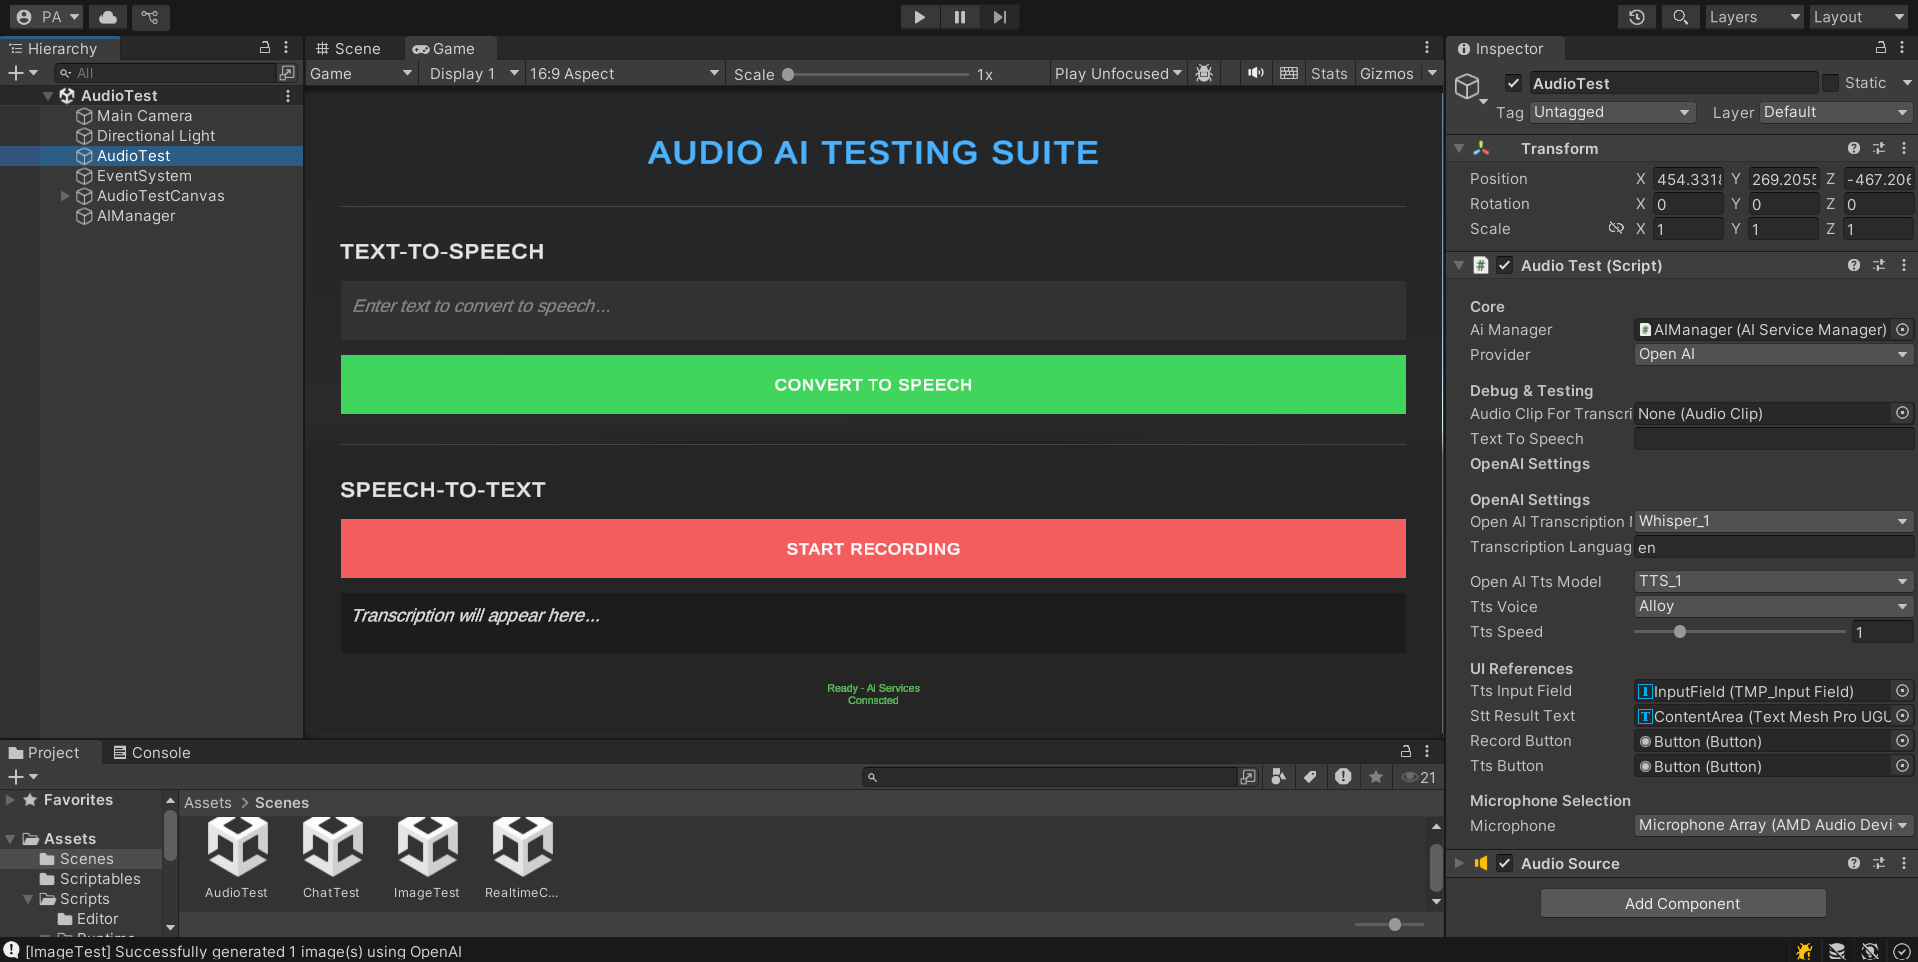 PA
Layers
Layout
Hierarchy
All
AudioTest
Main Camera
Directional Light
AudioTest
EventSystem
AudioTestCanvas
AIManager
Scene
Game
Game
Display 1
16:9 Aspect
Scale
1x
Play Unfocused
Stats
Gizmos
AUDIO AI TESTING SUITE
TEXT-TO-SPEECH
Enter text to convert to speech...
CONVERT TO SPEECH
SPEECH-TO-TEXT
START RECORDING
Transcription will appear here...
Ready - AI Services
Connected
Inspector
AudioTest
Static
Tag Untagged
Layer Default
Transform
Position X 454.3318 Y 269.2055 Z -467.206
Rotation X 0 Y 0 Z 0
Scale X 1 Y 1 Z 1
Audio Test (Script)
Core
Ai Manager AIManager (AI Service Manager)
Provider Open AI
Debug & Testing
Audio Clip For Transcri None (Audio Clip)
Text To Speech
OpenAI Settings
OpenAI Settings
Open AI Transcription Whisper_1
Transcription Languag en
Open AI Tts Model TTS_1
Tts Voice Alloy
Tts Speed 1
UI References
Tts Input Field InputField (TMP_Input Field)
Stt Result Text ContentArea (Text Mesh Pro UGU
Record Button Button (Button)
Tts Button Button (Button)
Microphone Selection
Microphone Microphone Array (AMD Audio Devi
Audio Source
Add Component
Project
Console
21
Favorites
Assets
Scenes
Scriptables
Scripts
Editor
Runtime
Assets > Scenes
AudioTest
ChatTest
ImageTest
RealtimeC...
[ImageTest] Successfully generated 1 image(s) using OpenAI